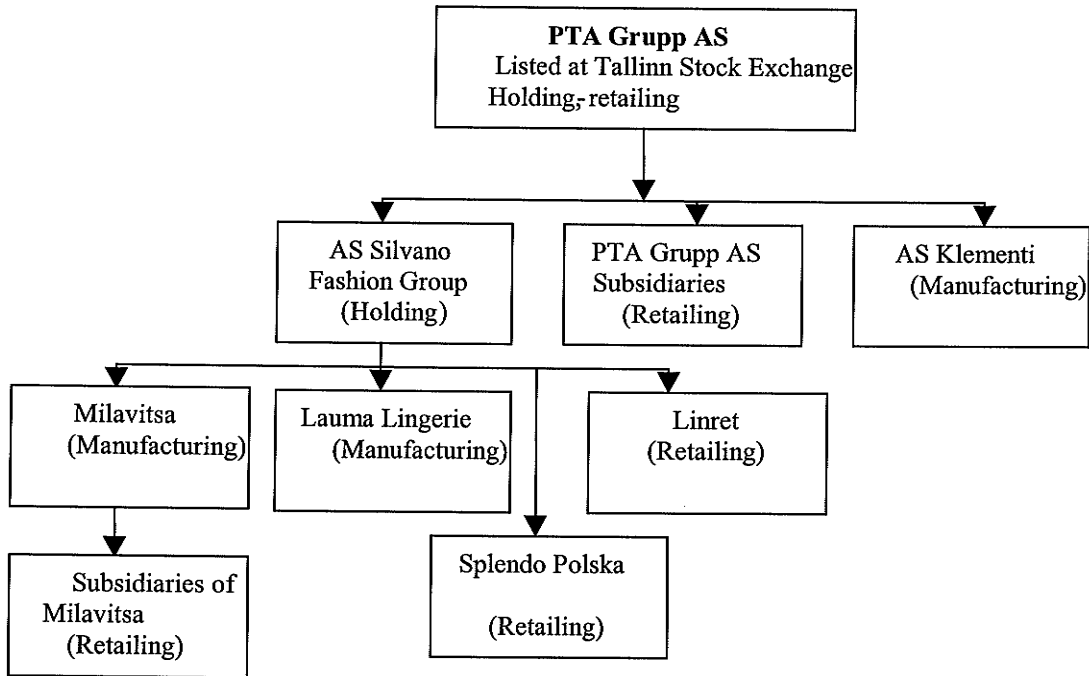 PTA Grupp AS
Listed at Tallinn Stock Exchange
Holding,-retailing
AS Silvano
Fashion Group
(Holding)
PTA Grupp AS
Subsidiaries
(Retailing)
AS Klementi
(Manufacturing)
Milavitsa
(Manufacturing)
Lauma Lingerie
(Manufacturing)
Linret
(Retailing)
Subsidiaries of
Milavitsa
(Retailing)
Splendo Polska
(Retailing)